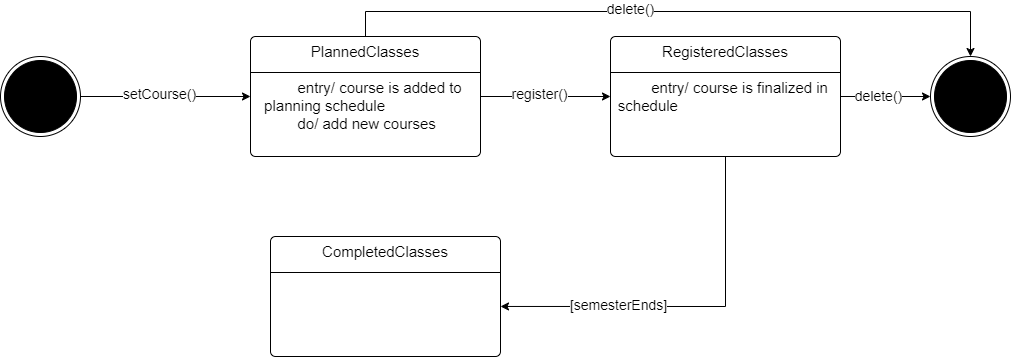 delete()
PlannedClasses
RegisteredClasses
setCourse()
entry/ course is added to
planning schedule
do/ add new courses
register()
entry/ course is finalized in
schedule
delete()
CompletedClasses
[semesterEnds]